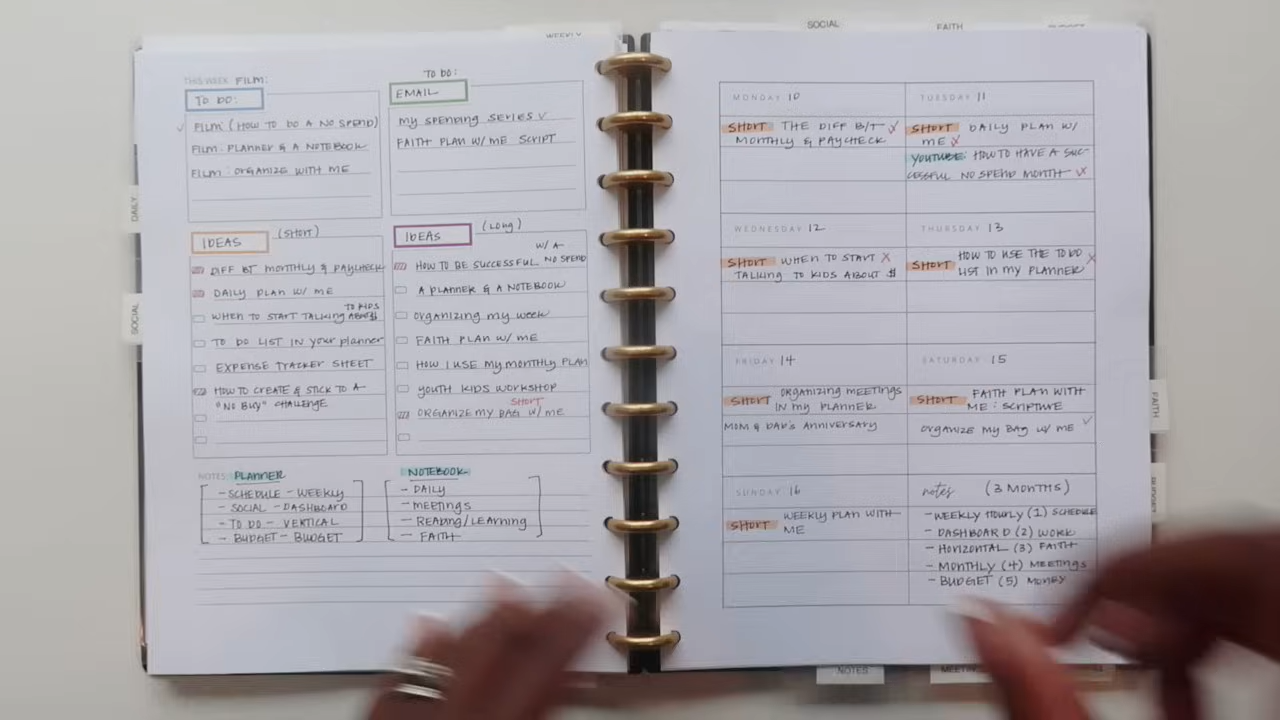 SOCIAL
FAITH
WEEKLY
THIS WEEK FILM:
TO DO:
TO DO:
EMAIL
FILM: (HOW TO DO A NO SPEND)
FILM: PLANNER & A NOTEBOOK
FILM: ORGANIZE WITH ME
MY SPENDING SERIES
FAITH PLAN W/ ME SCRIPT
IDEAS (SHORT)
DIFF BT MONTHLY & PAYCHECK
DAILY PLAN W/ ME
TO KIDS
WHEN TO START TALKING ABOUT $
TO DO LIST IN YOUR PLANNER
EXPENSE TRACKER SHEET
HOW TO CREATE & STICK TO A
"NO BUY" CHALLENGE
IDEAS (LONG)
W/ A
HOW TO BE SUCCESSFUL NO SPEND
A PLANNER & A NOTEBOOK
ORGANIZING MY WEEK
FAITH PLAN W/ ME
HOW I USE MY MONTHLY PLAN
YOUTH KIDS WORKSHOP
SHORT
ORGANIZE MY BAG W/ ME
NOTES: PLANNER
- SCHEDULE - WEEKLY
- SOCIAL - DASHBOARD
- TO DO - VERTICAL
- BUDGET - BUDGET
NOTEBOOK
- DAILY
- MEETINGS
- READING/LEARNING
- FAITH
MONDAY 10
SHORT THE DIFF B/T
MONTHLY & PAYCHECK
TUESDAY 11
SHORT DAILY PLAN W/
ME
YOUTUBE: HOW TO HAVE A SUC-
CESSFUL NO SPEND MONTH
WEDNESDAY 12
SHORT WHEN TO START
TALKING TO KIDS ABOUT $
THURSDAY 13
SHORT HOW TO USE THE TO DO
LIST IN MY PLANNER
FRIDAY 14
SHORT ORGANIZING MEETINGS
IN MY PLANNER
MOM & DAD'S ANNIVERSARY
SATURDAY 15
SHORT FAITH PLAN WITH
ME: SCRIPTURE
ORGANIZE MY BAG W/ ME
SUNDAY 16
SHORT WEEKLY PLAN WITH
ME
notes (3 MONTHS)
- WEEKLY HOURLY (1) SCHEDULE
- DASHBOARD (2) WORK
- HORIZONTAL (3) FAITH
- MONTHLY (4) MEETINGS
- BUDGET (5) MONEY
DAILY
SOCIAL
FAITH
NOTES